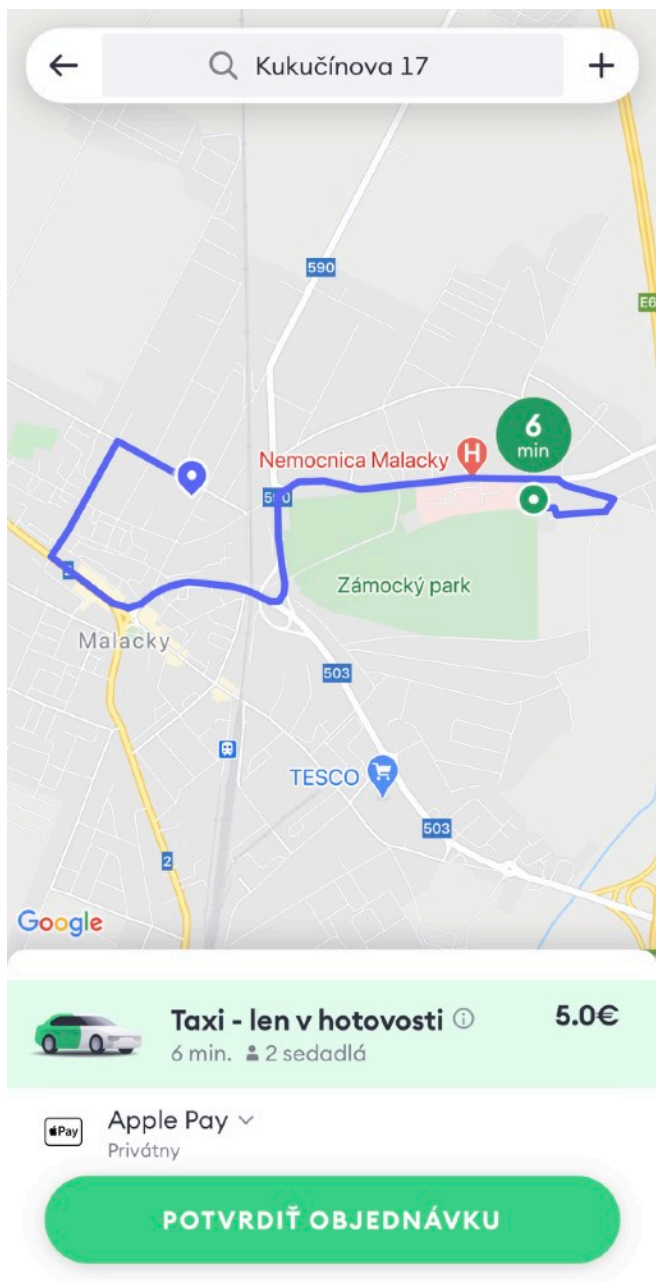 Kukučínova 17
590
E6
6
min
Nemocnica Malacky
H
Zámocký park
Malacky
503
TESCO
503
2
Google
Taxi - len v hotovosti
5.0€
6 min. 2 sedadlá
Pay
Apple Pay
Privátny
POTVRDIŤ OBJEDNÁVKU